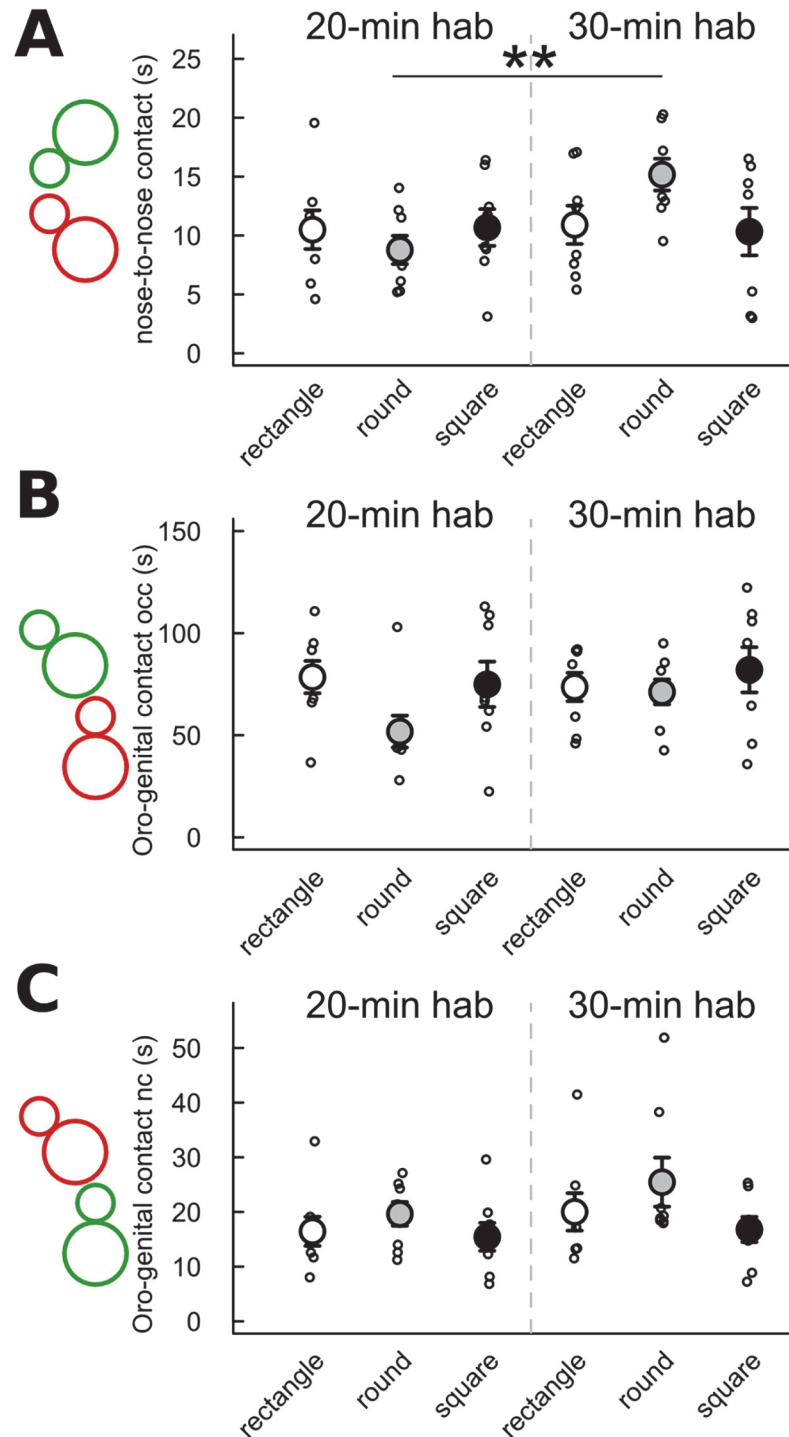 A
20-min hab 30-min hab
**
nose-to-nose contact (s)
25
20
15
10
5
0
rectangle round square rectangle round square
B
20-min hab 30-min hab
Oro-genital contact occ (s)
150
100
50
0
rectangle round square rectangle round square
C
20-min hab 30-min hab
Oro-genital contact nc (s)
50
40
30
20
10
0
rectangle round square rectangle round square